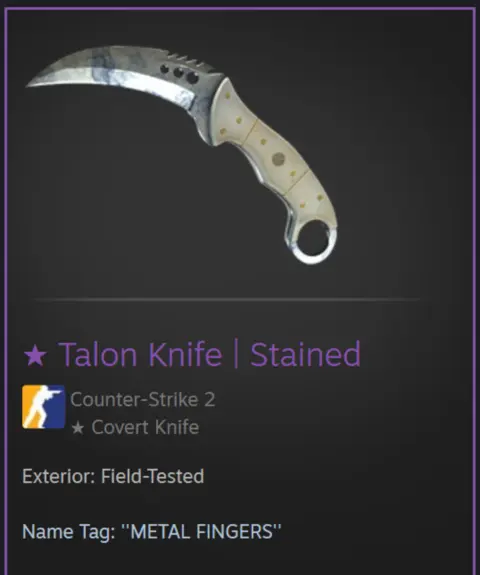 ★ Talon Knife | Stained
Counter-Strike 2
★ Covert Knife
Exterior: Field-Tested
Name Tag: ''METAL FINGERS''